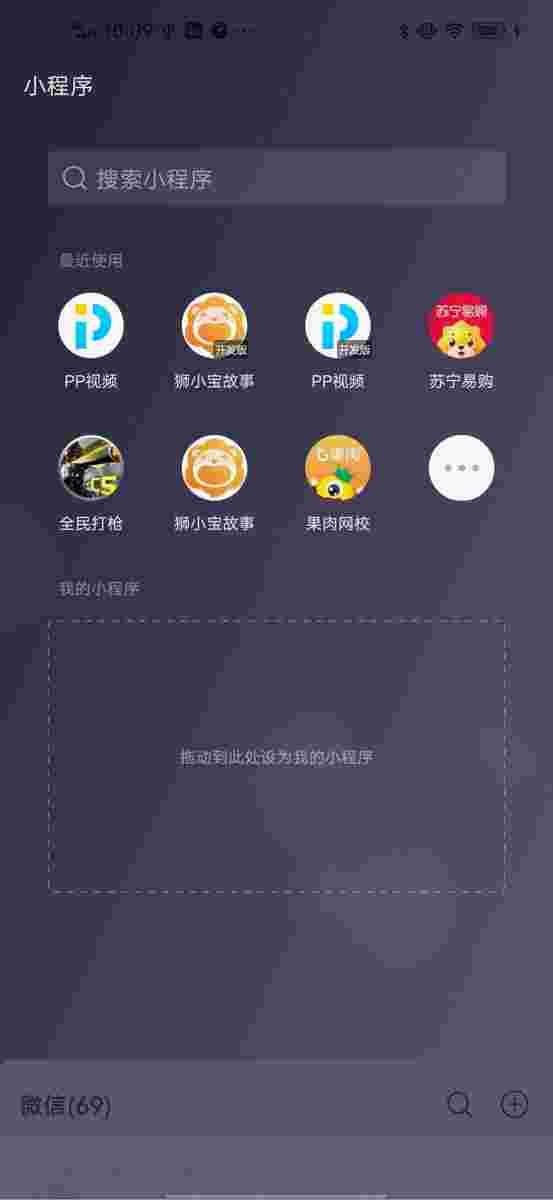 10:09
小程序
搜索小程序
最近使用
开发版
开发版
苏宁易购
PP视频
狮小宝故事
PP视频
苏宁易购
全民打枪
狮小宝故事
果肉网校
我的小程序
拖动到此处设为我的小程序
微信(69)